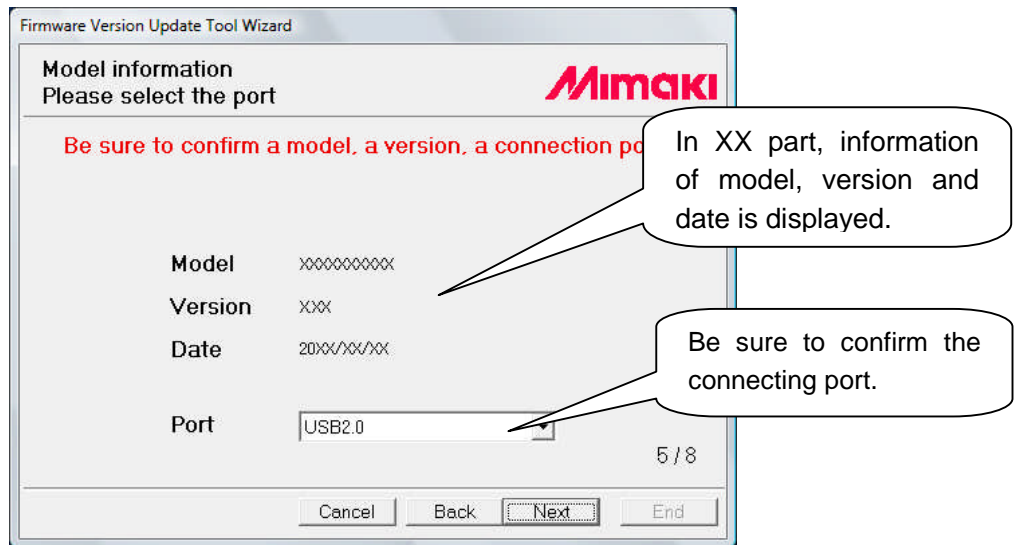 Firmware Version Update Tool Wizard
Model information
Please select the port
Mimaki
Be sure to confirm a model, a version, a connection po
In XX part, information
of model, version and
date is displayed.
Model XXXXXXXXXX
Version XXX
Date 20XX/XX/XX
Be sure to confirm the
connecting port.
Port USB2.0
5 / 8
Cancel Back Next End